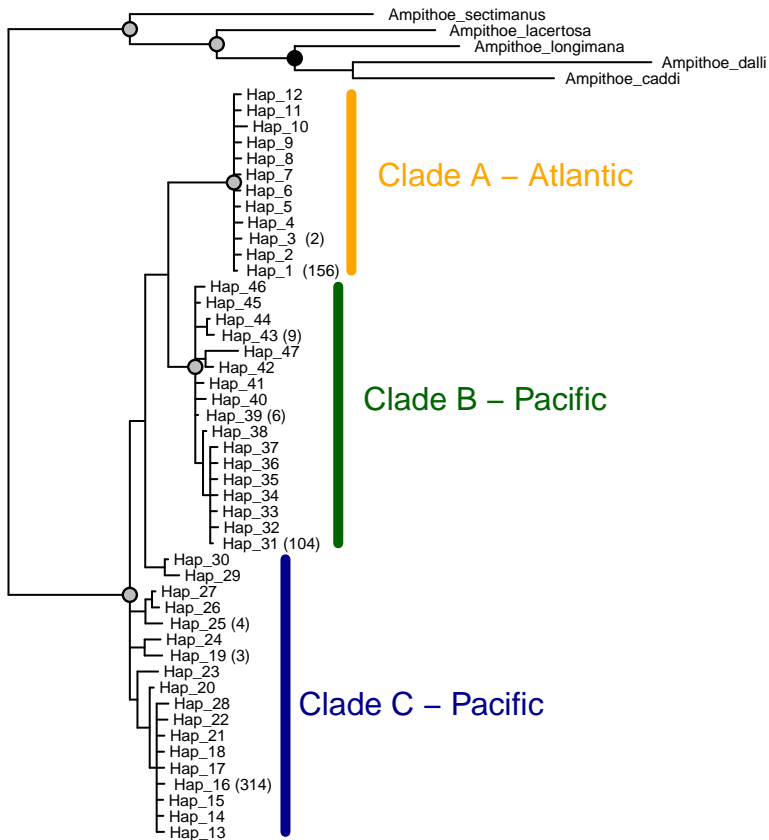 Ampithoe_sectimanus
Ampithoe_lacertosa
Ampithoe_longimana
Ampithoe_dalli
Ampithoe_caddi
Hap_12
Hap_11
Hap_10
Hap_9
Hap_8
Hap_7
Clade A – Atlantic
Hap_6
Hap_5
Hap_4
Hap_3 (2)
Hap_2
Hap_1 (156)
Hap_46
Hap_45
Hap_44
Hap_43 (9)
Hap_47
Hap_42
Hap_41
Hap_40
Clade B – Pacific
Hap_39 (6)
Hap_38
Hap_37
Hap_36
Hap_35
Hap_34
Hap_33
Hap_32
Hap_31 (104)
Hap_30
Hap_29
Hap_27
Hap_26
Hap_25 (4)
Hap_24
Hap_19 (3)
Hap_23
Hap_20
Hap_28
Clade C – Pacific
Hap_22
Hap_21
Hap_18
Hap_17
Hap_16 (314)
Hap_15
Hap_14
Hap_13